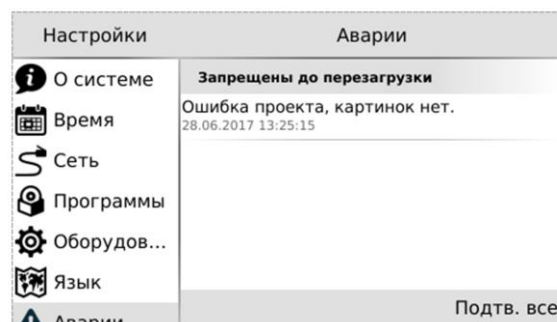 Настройки
Аварии
О системе
Время
Сеть
Программы
Оборудов...
Язык
Аварии
Запрещены до перезагрузки
Ошибка проекта, картинок нет.
28.06.2017 13:25:15
Подтв. все